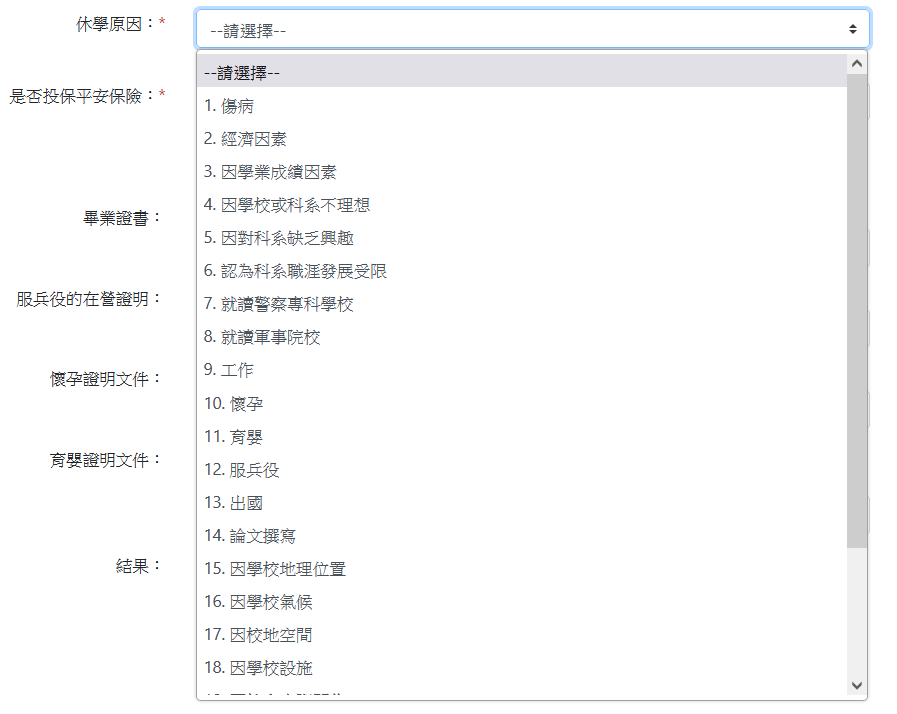 休學原因：*
--請選擇--
--請選擇--
1. 傷病
是否投保平安保險：*
2. 經濟因素
3. 因學業成績因素
4. 因學校或科系不理想
畢業證書：
5. 因對科系缺乏興趣
6. 認為科系職涯發展受限
服兵役的在營證明：
7. 就讀警察專科學校
8. 就讀軍事院校
9. 工作
懷孕證明文件：
10. 懷孕
11. 育嬰
育嬰證明文件：
12. 服兵役
13. 出國
14. 論文撰寫
結果：
15. 因學校地理位置
16. 因學校氣候
17. 因校地空間
18. 因學校設施